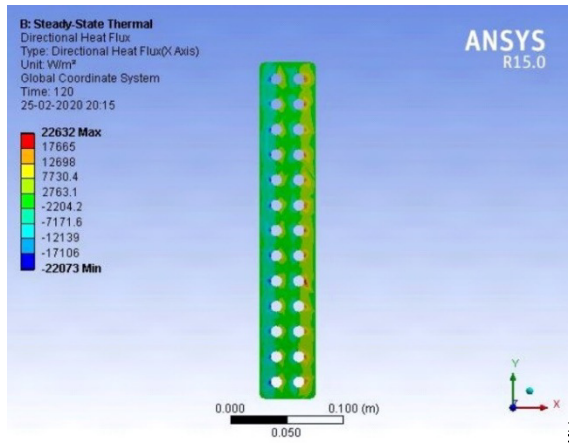 B: Steady-State Thermal
Directional Heat Flux
Type: Directional Heat Flux(X Axis)
Unit: W/m²
Global Coordinate System
Time: 120
25-02-2020 20:15
ANSYS
R15.0
22632 Max
17665
12698
7730.4
2763.1
-2204.2
-7171.6
-12139
-17106
-22073 Min
0.000
0.100 (m)
0.050
Y
X